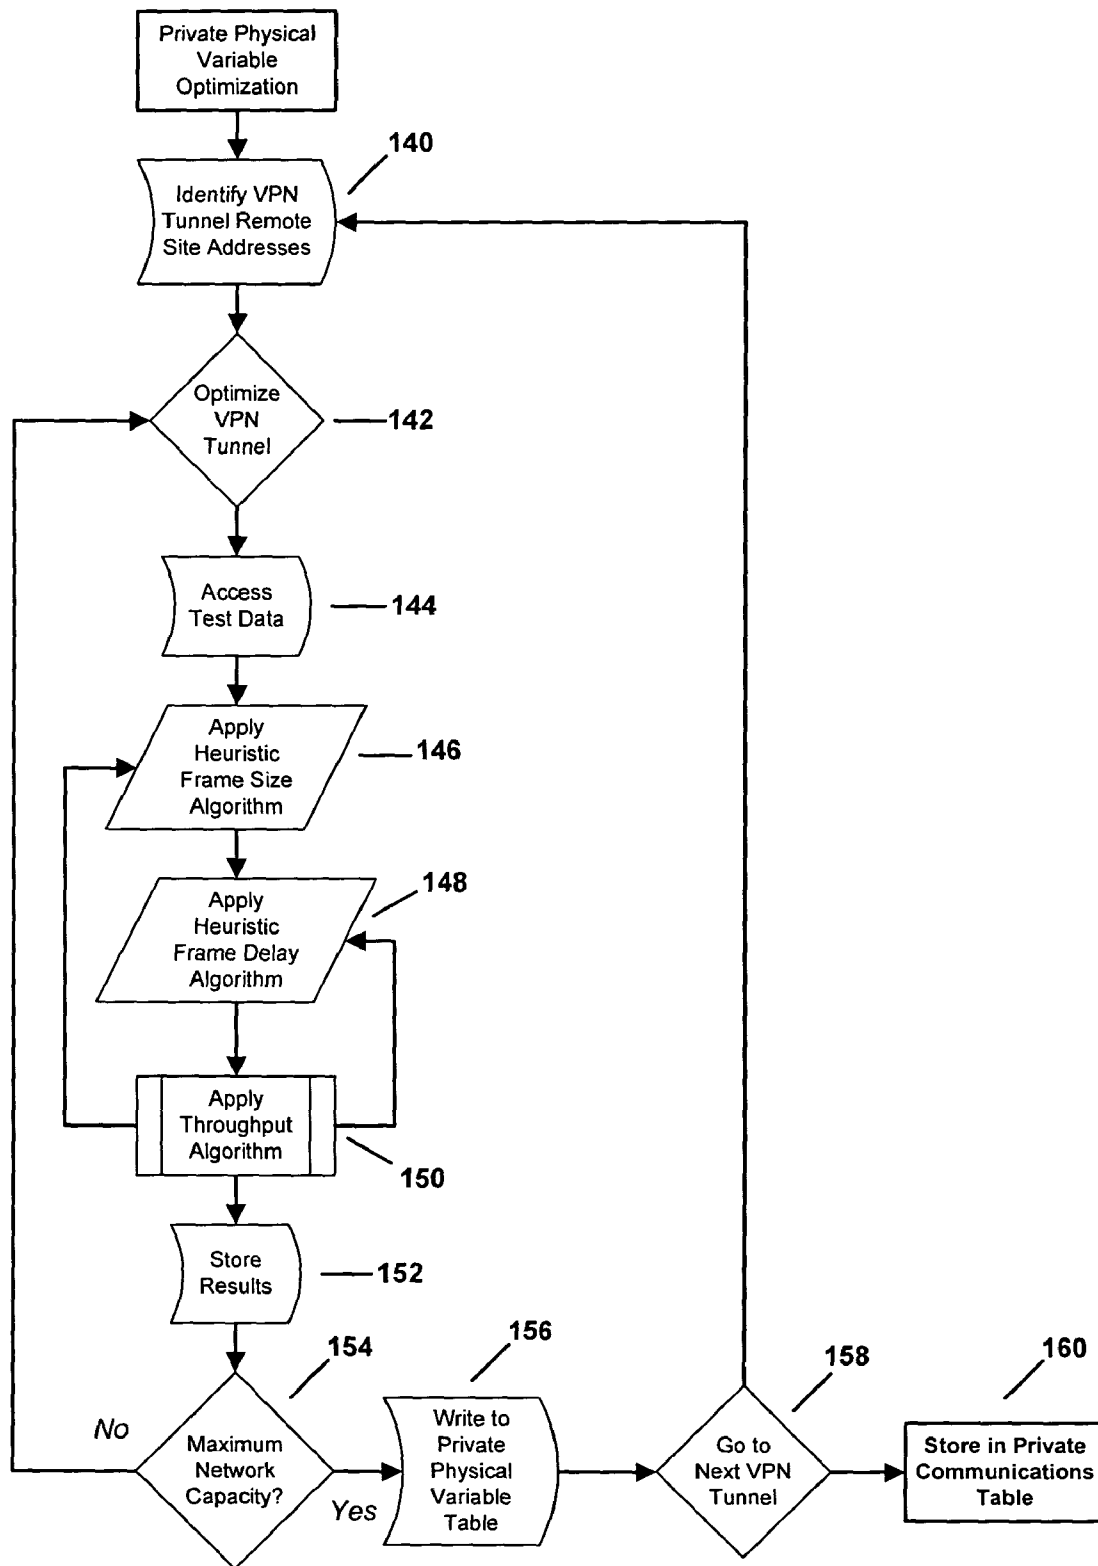 Private Physical
Variable
Optimization
140
Identify VPN
Tunnel Remote
Site Addresses
Optimize
VPN
Tunnel
142
Access
Test Data
144
Apply
Heuristic
Frame Size
Algorithm
146
148
Apply
Heuristic
Frame Delay
Algorithm
Apply
Throughput
Algorithm
150
Store
Results
152
154
156
158
160
No
Maximum
Network
Capacity?
Yes
Write to
Private
Physical
Variable
Table
Go to
Next VPN
Tunnel
Store in Private
Communications
Table